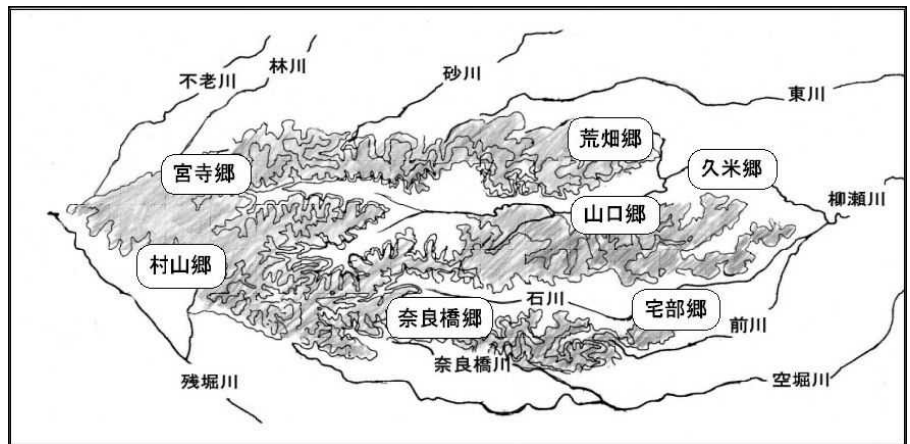 不老川
林川
砂川
東川
荒畑郷
久米郷
宮寺郷
柳瀬川
山口郷
村山郷
石川
宅部郷
奈良橋郷
前川
奈良橋川
残堀川
空堀川